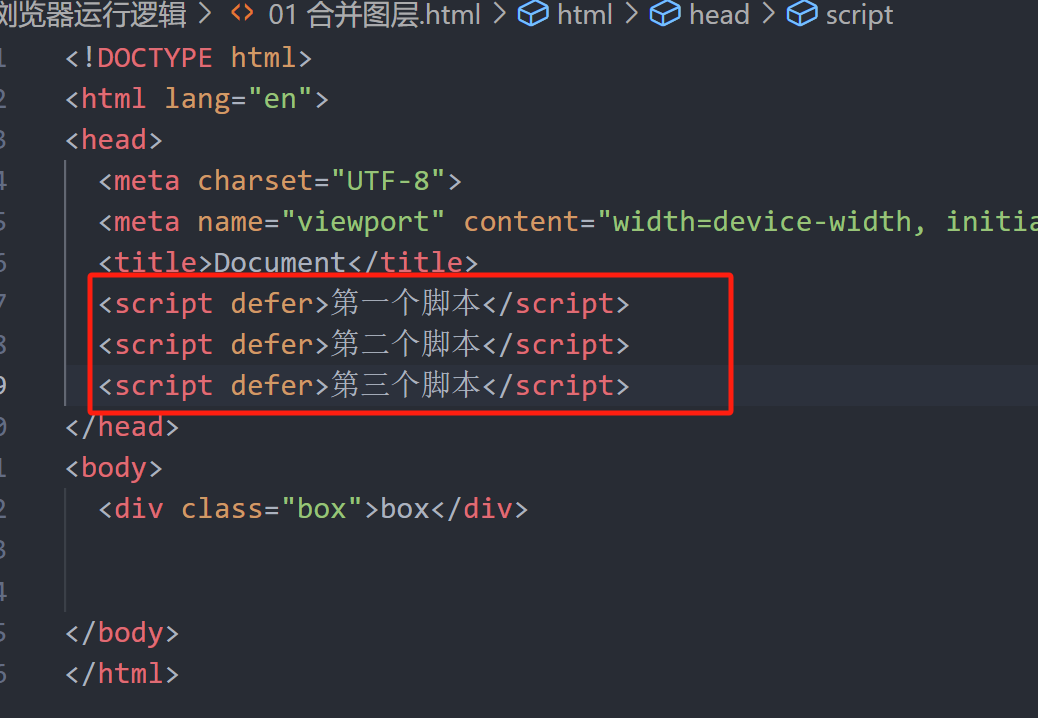 浏览器运行逻辑 > <> 01 合并图层.html > html > head > script
1 <!DOCTYPE html>
2 <html lang="en">
3 <head>
4 <meta charset="UTF-8">
5 <meta name="viewport" content="width=device-width, initia
6 <title>Document</title>
7 <script defer>第一个脚本</script>
8 <script defer>第二个脚本</script>
9 <script defer>第三个脚本</script>
0 </head>
1 <body>
2 <div class="box">box</div>
3
4
5 </body>
6 </html>